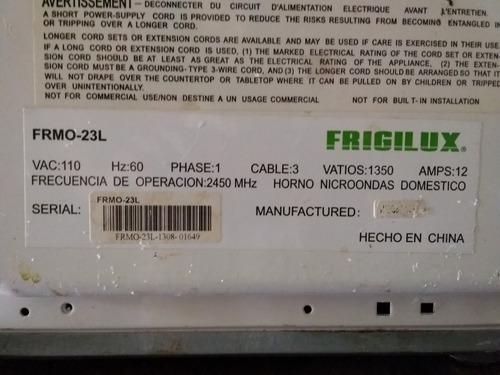 AVERTISSEMENT - DECONNECTER DU CIRCUIT D'ALIMENTATION ELECTRIQUE AVANT L'ENTRETIEN.
A SHORT POWER-SUPPLY CORD IS PROVIDED TO REDUCE THE RISKS RESULTING FROM BECOMING ENTANGLED IN
OR TRIPPING OVER A LONGER CORD.
LONGER CORD SETS OR EXTENSION CORDS ARE AVAILABLE AND MAY BE USED IF CARE IS EXERCISED IN THEIR USE.
IF A LONG CORD OR EXTENSION CORD IS USED, (1) THE MARKED ELECTRICAL RATING OF THE CORD SET OR EXTEN-
SION CORD SHOULD BE AT LEAST AS GREAT AS THE ELECTRICAL RATING OF THE APPLIANCE, (2) THE EXTEN-
SION CORD MUST BE A GROUNDING-TYPE 3-WIRE CORD, AND (3) THE LONGER CORD SHOULD BE ARRANGED SO THAT IT
WILL NOT DRAPE OVER THE COUNTERTOP OR TABLETOP WHERE IT CAN BE PULLED ON BY CHILDREN OR TRIPPED
OVER UNINTENTIONALLY.
NOT FOR COMMERCIAL USE/NON DESTINE A UN USAGE COMMERCIAL NOT FOR BUILT-IN INSTALLATION
FRMO-23L FRIGILUX®
VAC:110 Hz:60 PHASE:1 CABLE:3 VATIOS:1350 AMPS:12
FRECUENCIA DE OPERACION:2450 MHz HORNO NICROONDAS DOMESTICO
SERIAL: FRMO-23L MANUFACTURED:
FRMO-23L-1308-01649
HECHO EN CHINA